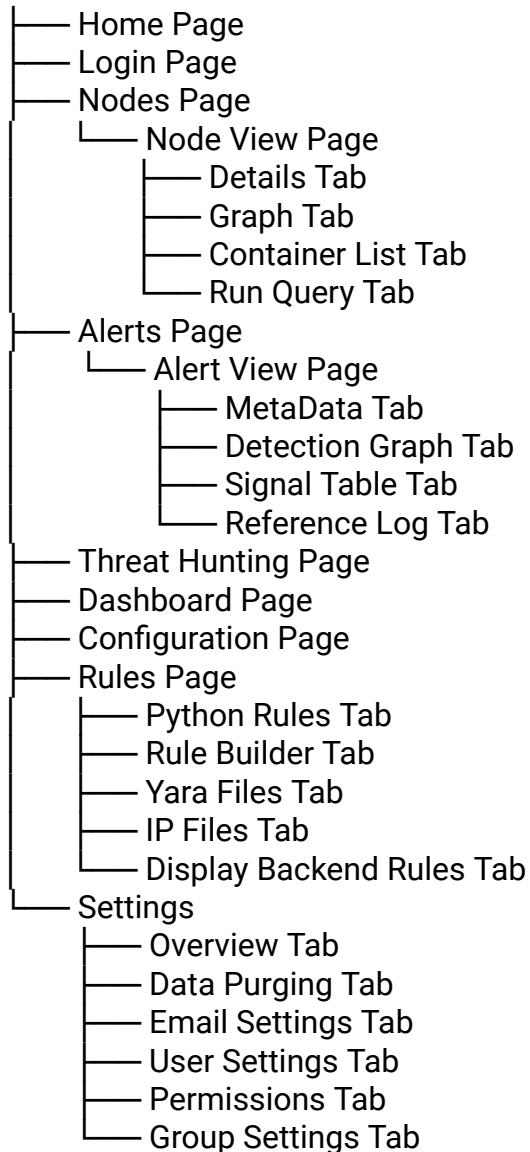 Home Page
Login Page
Nodes Page
Node View Page
Details Tab
Graph Tab
Container List Tab
Run Query Tab
Alerts Page
Alert View Page
MetaData Tab
Detection Graph Tab
Signal Table Tab
Reference Log Tab
Threat Hunting Page
Dashboard Page
Configuration Page
Rules Page
Python Rules Tab
Rule Builder Tab
Yara Files Tab
IP Files Tab
Display Backend Rules Tab
Settings
Overview Tab
Data Purging Tab
Email Settings Tab
User Settings Tab
Permissions Tab
Group Settings Tab